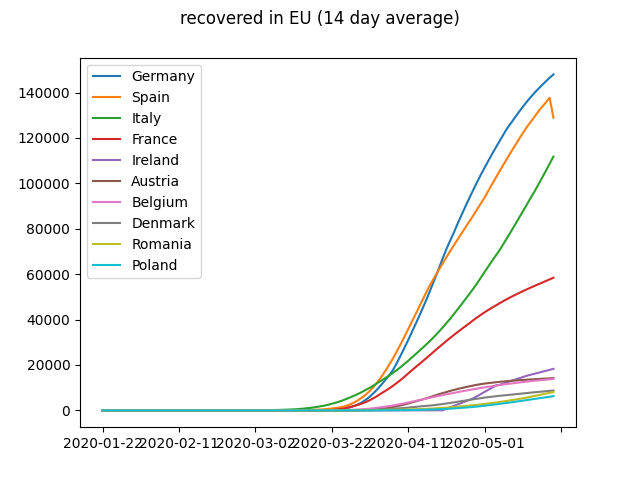 recovered in EU (14 day average)
140000
120000
100000
80000
60000
40000
20000
0
Germany
Spain
Italy
France
Ireland
Austria
Belgium
Denmark
Romania
Poland
2020-01-22 2020-02-11 2020-03-02 2020-03-22 2020-04-11 2020-05-01